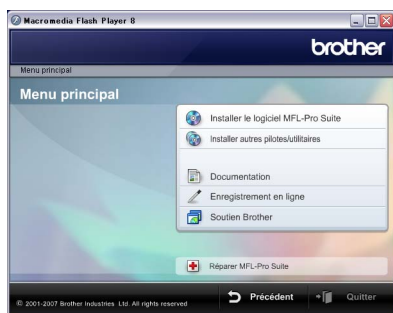 Macromedia Flash Player 8
brother
Menu principal
Menu principal
Installer le logiciel MFL-Pro Suite
Installer autres pilotes/utilitaires
Documentation
Enregistrement en ligne
Soutien Brother
Réparer MFL-Pro Suite
© 2001-2007 Brother Industries Ltd. All rights reserved
Précédent
Quitter